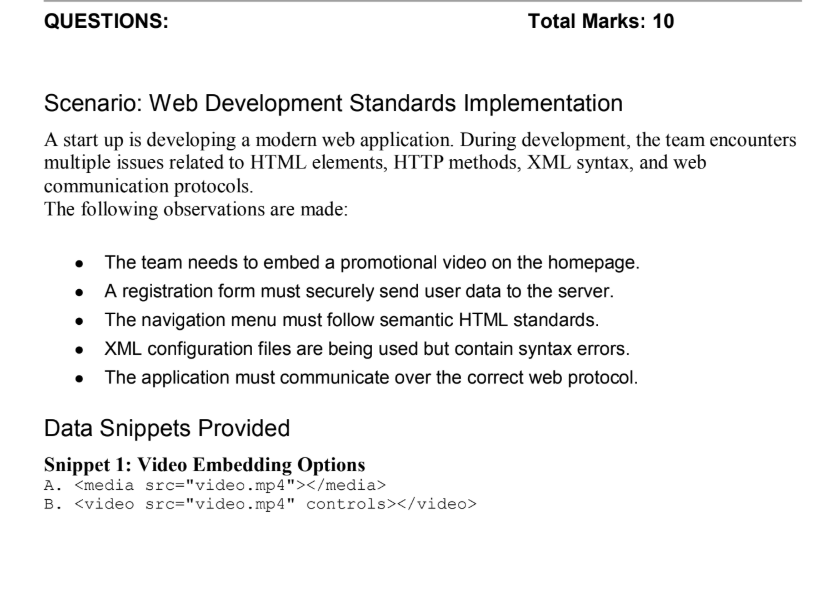 QUESTIONS: Total Marks: 10
Scenario: Web Development Standards Implementation
A start up is developing a modern web application. During development, the team encounters
multiple issues related to HTML elements, HTTP methods, XML syntax, and web
communication protocols.
The following observations are made:
● The team needs to embed a promotional video on the homepage.
● A registration form must securely send user data to the server.
● The navigation menu must follow semantic HTML standards.
● XML configuration files are being used but contain syntax errors.
● The application must communicate over the correct web protocol.
Data Snippets Provided
Snippet 1: Video Embedding Options
A. <media src="video.mp4"></media>
B. <video src="video.mp4" controls></video>